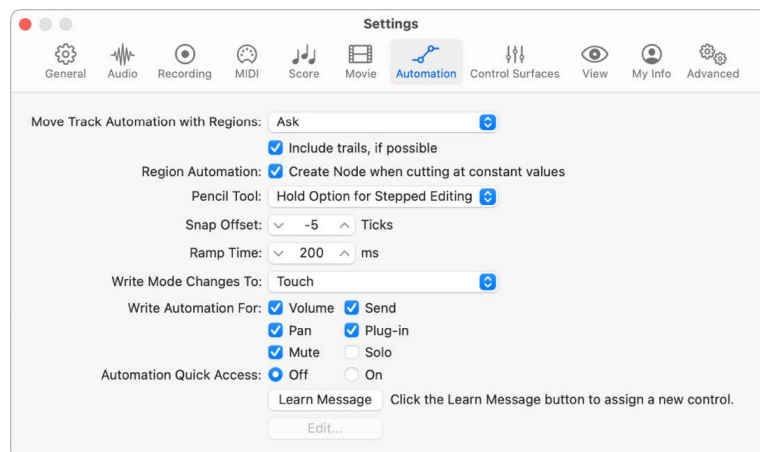 Settings
General Audio Recording MIDI Score Movie Automation Control Surfaces View My Info Advanced
Move Track Automation with Regions: Ask
Include trails, if possible
Region Automation: Create Node when cutting at constant values
Pencil Tool: Hold Option for Stepped Editing
Snap Offset: -5 Ticks
Ramp Time: 200 ms
Write Mode Changes To: Touch
Write Automation For: Volume Send
Pan Plug-in
Mute Solo
Automation Quick Access: Off On
Learn Message Click the Learn Message button to assign a new control.
Edit...